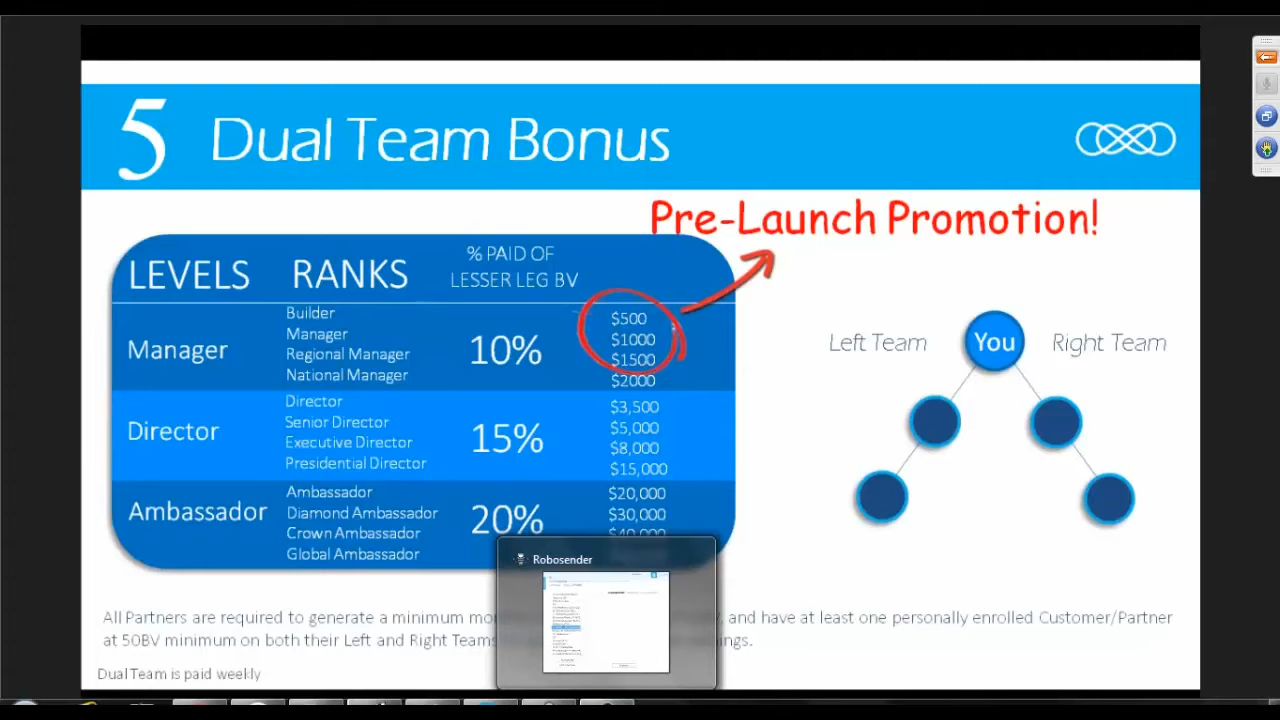 5 Dual Team Bonus
Pre-Launch Promotion!
LEVELS RANKS % PAID OF
LESSER LEG BV
Manager
Builder
Manager
Regional Manager
National Manager
10%
$500
$1000
$1500
$2000
Director
Director
Senior Director
Executive Director
Presidential Director
15%
$3,500
$5,000
$8,000
$15,000
Ambassador
Ambassador
Diamond Ambassador
Crown Ambassador
Global Ambassador
20%
$20,000
$30,000
$40,000
Left Team You Right Team
Robosender
All Partners are required to generate a minimum , and have at least one personally enrolled Customer/Partner
at 50BV minimum on both their Left and Right Teams
Dual Team is paid weekly